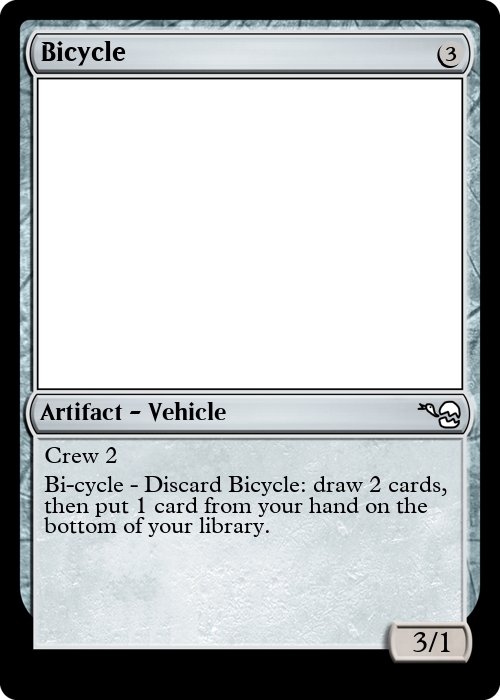 Bicycle 3
Artifact – Vehicle
Crew 2
Bi-cycle - Discard Bicycle: draw 2 cards,
then put 1 card from your hand on the
bottom of your library.
3/1